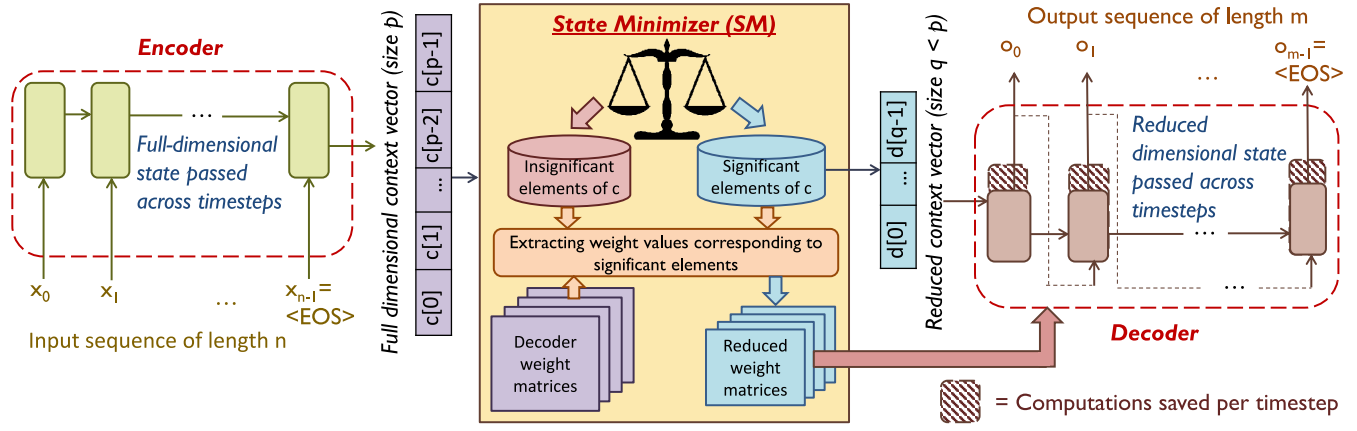 Encoder
...
Full-dimensional
state passed
across timesteps
x0
x1
...
xn-1=
<EOS>
Input sequence of length n
Full dimensional context vector (size p)
c[p-1]
c[p-2]
...
c[1]
c[0]
State Minimizer (SM)
Insignificant
elements of c
Significant
elements of c
Extracting weight values corresponding to
significant elements
Decoder
weight
matrices
Reduced
weight
matrices
d[q-1]
...
d[0]
Reduced context vector (size q < p)
Output sequence of length m
o0
o1
...
om-1=
<EOS>
Reduced
dimensional state
passed across
timesteps
...
...
Decoder
= Computations saved per timestep